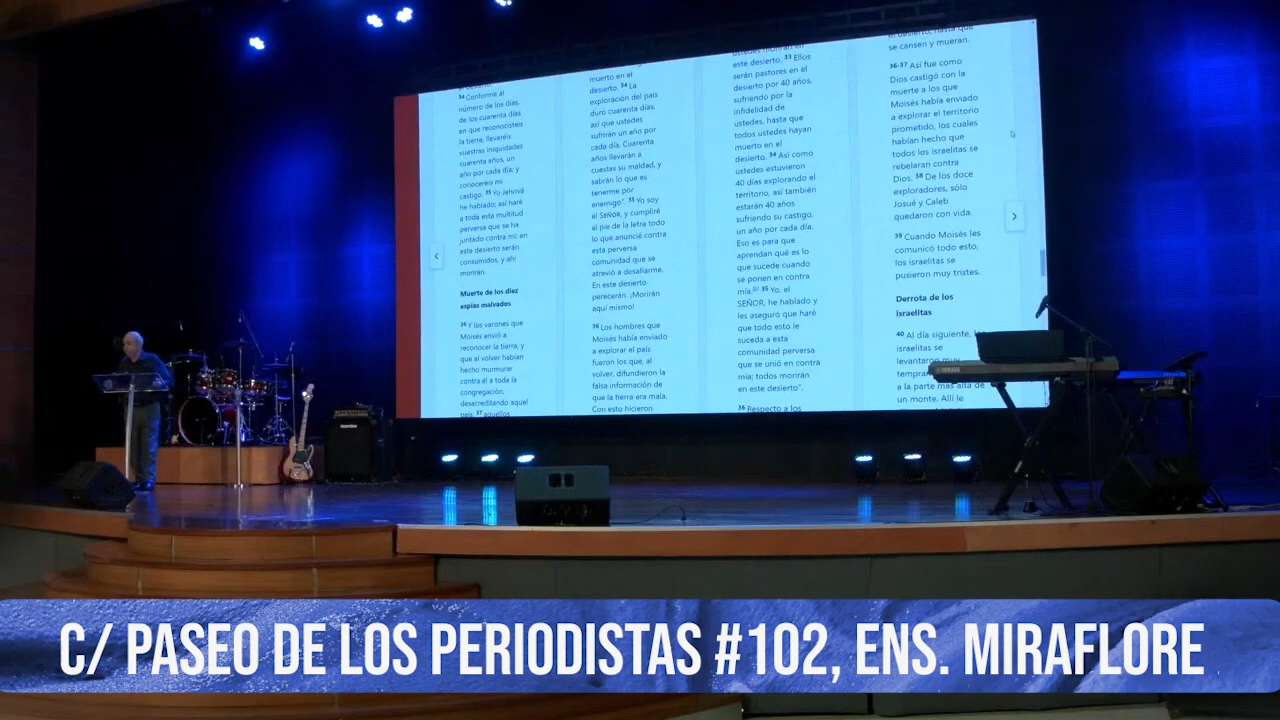 34 Conforme al
número de los días,
de los cuarenta días
en que reconocisteis
la tierra, llevaréis
vuestras iniquidades
cuarenta años, un
año por cada día; y
conoceréis mi
castigo. 35 Yo Jehová
he hablado; así haré
a toda esta multitud
perversa que se ha
juntado contra mí; en
este desierto serán
consumidos, y ahí
morirán.
Muerte de los diez
espías malvados
36 Y los varones que
Moisés envió a
reconocer la tierra, y
que al volver habían
hecho murmurar
contra él a toda la
congregación,
desacreditando aquel
país, 37 aquellos
muerto en el
desierto. 34 La
exploración del país
duró cuarenta días,
así que ustedes
sufrirán un año por
cada día. Cuarenta
años llevarán a
cuestas su maldad, y
sabrán lo que es
tenerme por
enemigo". 35 Yo soy
el SEÑOR, y cumpliré
al pie de la letra todo
lo que anuncié contra
esta perversa
comunidad que se
atrevió a desafiarme.
En este desierto
perecerán. ¡Morirán
aquí mismo!
36 Los hombres que
Moisés había enviado
a explorar el país
fueron los que, al
volver, difundieron la
falsa información de
que la tierra era mala.
Con esto hicieron
este desierto. 33 Ellos
serán pastores en el
desierto por 40 años,
sufriendo por la
infidelidad de
ustedes, hasta que
todos ustedes hayan
muerto en el
desierto. 34 Así como
ustedes estuvieron
40 días explorando el
territorio, así también
estarán 40 años
sufriendo su castigo,
un año por cada día.
Eso es para que
aprendan qué es lo
que sucede cuando
se ponen en contra
mía. 35 Yo, el
SEÑOR, he hablado y
les aseguro que haré
que todo esto le
suceda a esta
comunidad perversa
que se unió en contra
mía; todos morirán
en este desierto".
36 Respecto a los
el desierto, hasta que
se cansen y mueran.
36-37 Así fue como
Dios castigó con la
muerte a los que
Moisés había enviado
a explorar el territorio
prometido, los cuales
habían hecho que
todos los israelitas se
rebelaran contra
Dios. 38 De los doce
exploradores, sólo
Josué y Caleb
quedaron con vida.
39 Cuando Moisés les
comunicó todo esto,
los israelitas se
pusieron muy tristes.
Derrota de los
israelitas
40 Al día siguiente, los
israelitas se
levantaron muy
a la parte más alta de
un monte. Allí le
YAMAHA
C/ PASEO DE LOS PERIODISTAS #102, ENS. MIRAFLORE